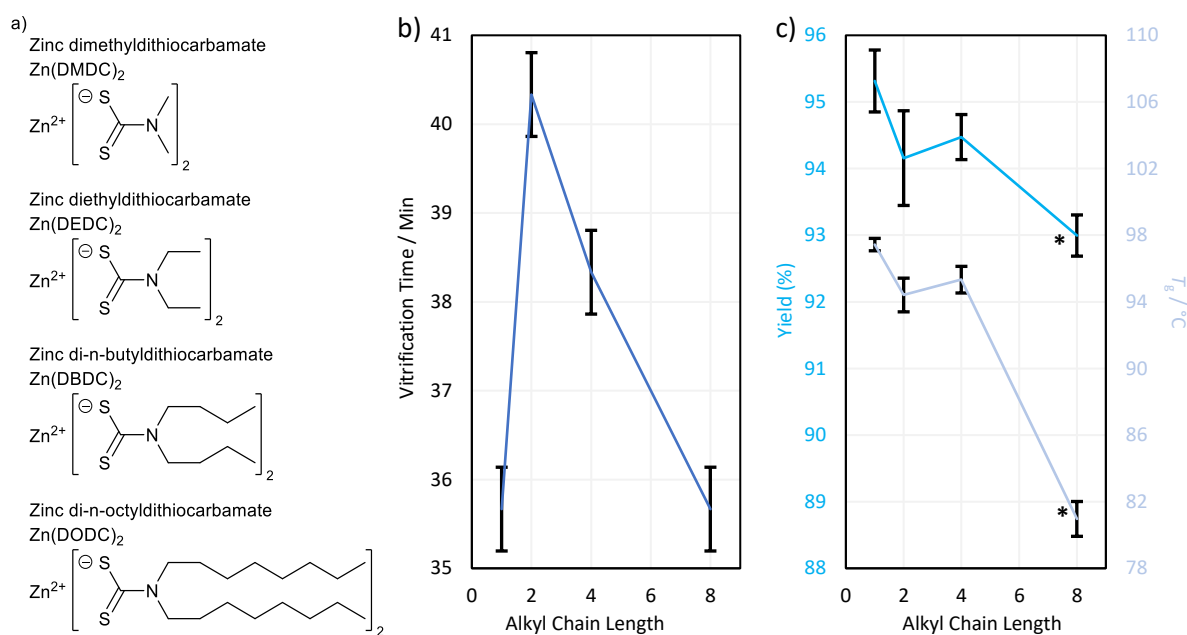 a)
Zinc dimethyldithiocarbamate
Zn(DMDC)2
Zn2+
⊖ S
S
N
2
Zinc diethyldithiocarbamate
Zn(DEDC)2
Zn2+
⊖ S
S
N
2
Zinc di-n-butyldithiocarbamate
Zn(DBDC)2
Zn2+
⊖ S
S
N
2
Zinc di-n-octyldithiocarbamate
Zn(DODC)2
Zn2+
⊖ S
S
N
2
b)
Vitrification Time / Min
41
40
39
38
37
36
35
0 2 4 6 8
Alkyl Chain Length
c)
Yield (%)
96
95
94
93
92
91
90
89
88
*
*
0 2 4 6 8
Alkyl Chain Length
110
106
102
98
94
90
86
82
78
Tg / °C